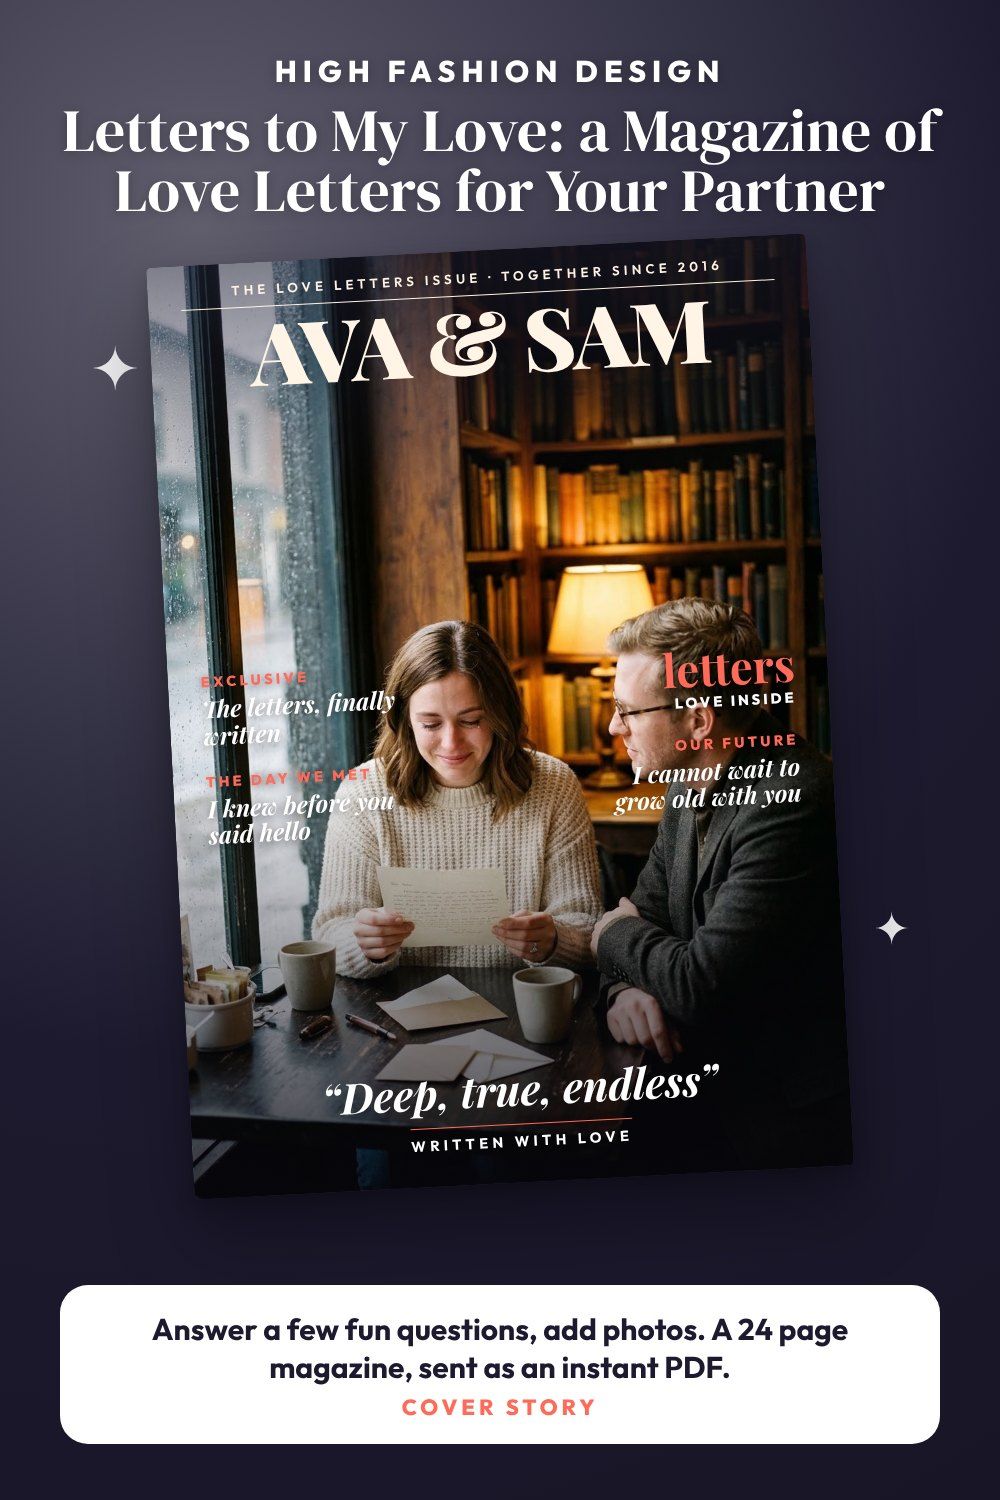 HIGH FASHION DESIGN
Letters to My Love: a Magazine of
Love Letters for Your Partner
THE LOVE LETTERS ISSUE · TOGETHER SINCE 2016
AVA & SAM
EXCLUSIVE
The letters, finally
written
THE DAY WE MET
I knew before you
said hello
letters
LOVE INSIDE
OUR FUTURE
I cannot wait to
grow old with you
“Deep, true, endless”
WRITTEN WITH LOVE
Answer a few fun questions, add photos. A 24 page
magazine, sent as an instant PDF.
COVER STORY